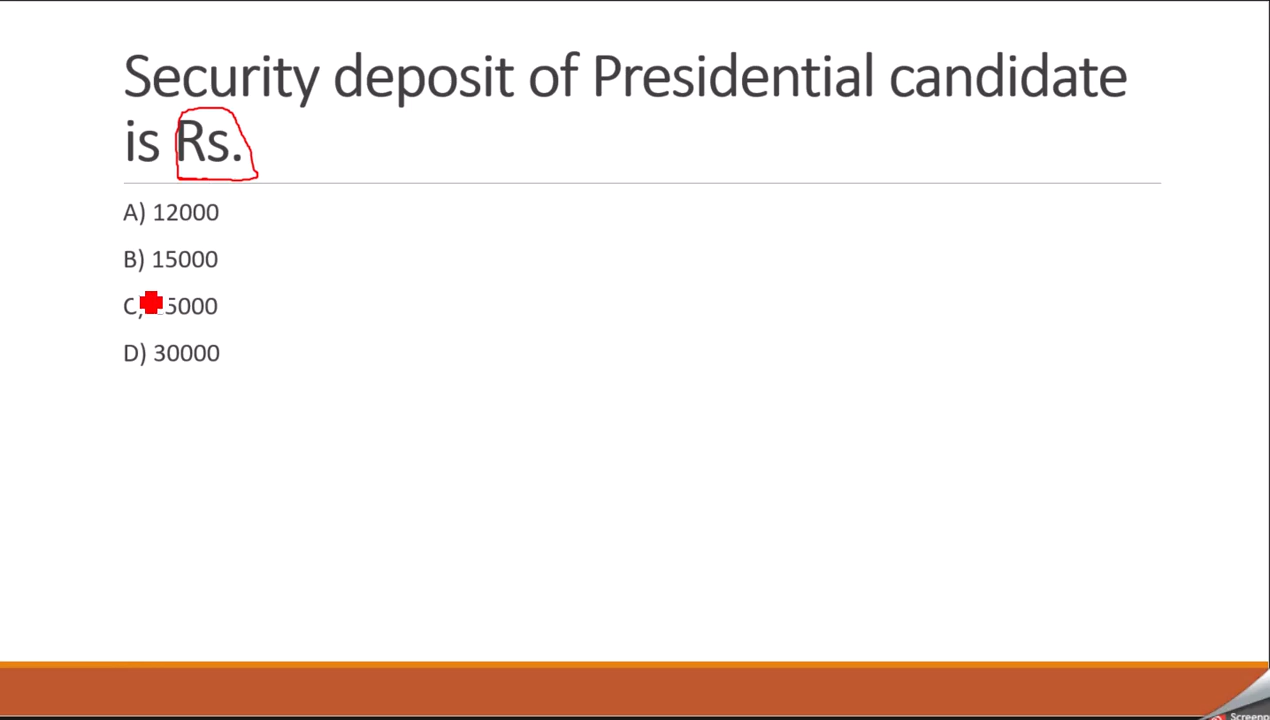 Security deposit of Presidential candidate
is Rs.
A) 12000
B) 15000
C) 5000
D) 30000